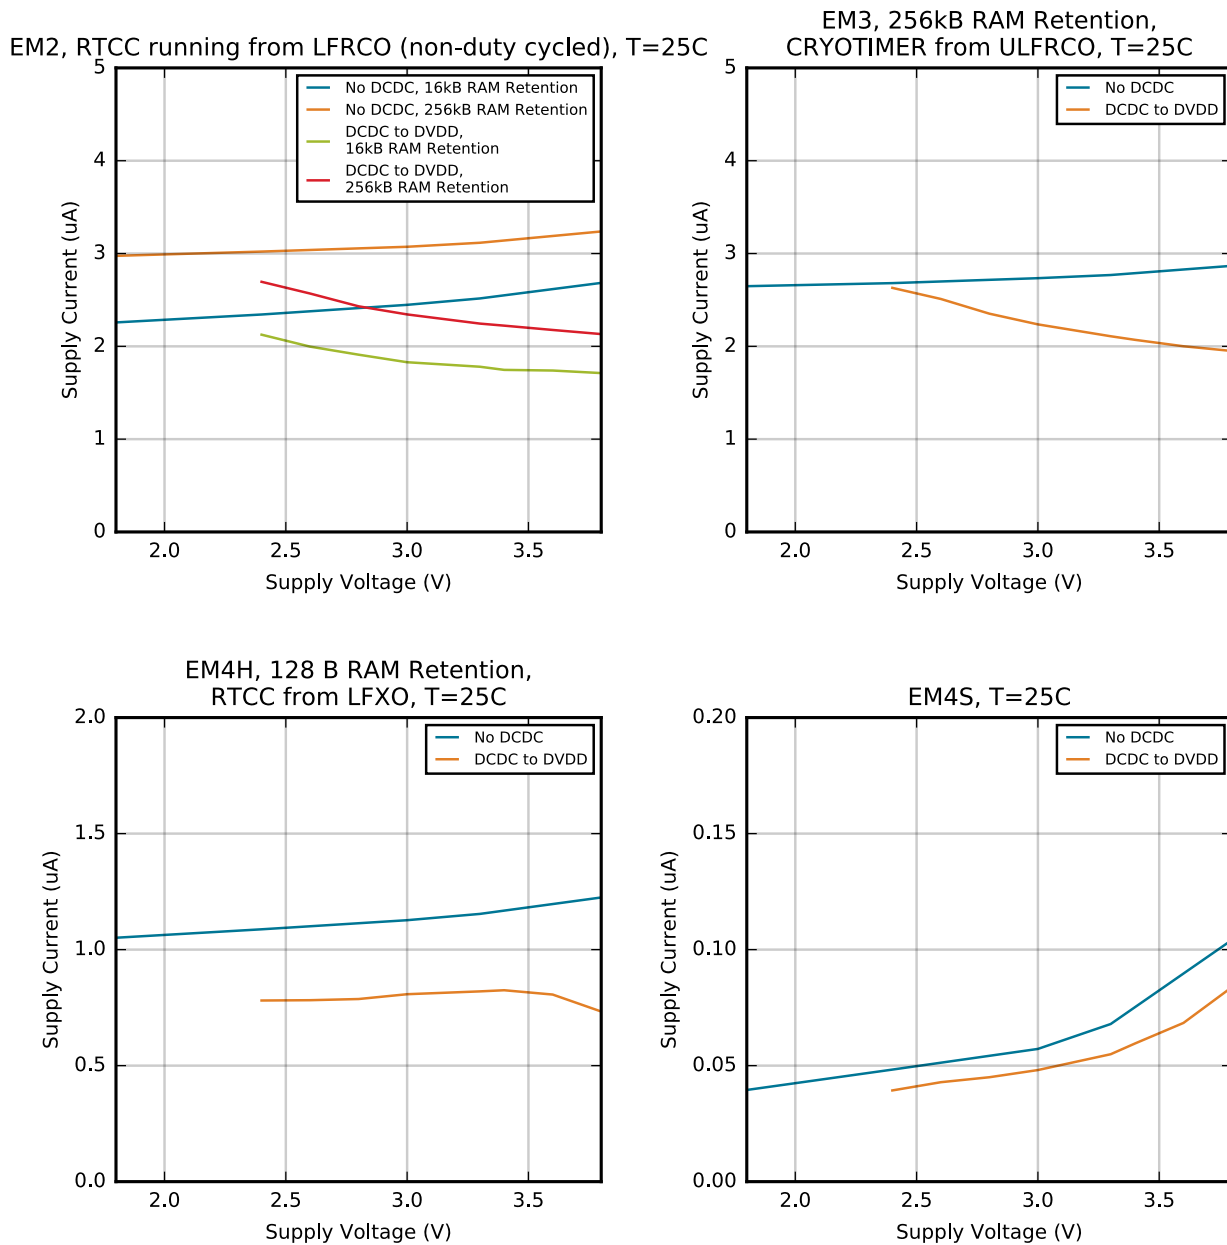 EM2, RTCC running from LFRCO (non-duty cycled), T=25C
5
4
3
2
1
0
Supply Current (uA)
No DCDC, 16kB RAM Retention
No DCDC, 256kB RAM Retention
DCDC to DVDD,
16kB RAM Retention
DCDC to DVDD,
256kB RAM Retention
2.0 2.5 3.0 3.5
Supply Voltage (V)
EM3, 256kB RAM Retention,
CRYOTIMER from ULFRCO, T=25C
5
4
3
2
1
0
Supply Current (uA)
No DCDC
DCDC to DVDD
2.0 2.5 3.0 3.5
Supply Voltage (V)
EM4H, 128 B RAM Retention,
RTCC from LFXO, T=25C
2.0
1.5
1.0
0.5
0.0
Supply Current (uA)
No DCDC
DCDC to DVDD
2.0 2.5 3.0 3.5
Supply Voltage (V)
EM4S, T=25C
0.20
0.15
0.10
0.05
0.00
Supply Current (uA)
No DCDC
DCDC to DVDD
2.0 2.5 3.0 3.5
Supply Voltage (V)